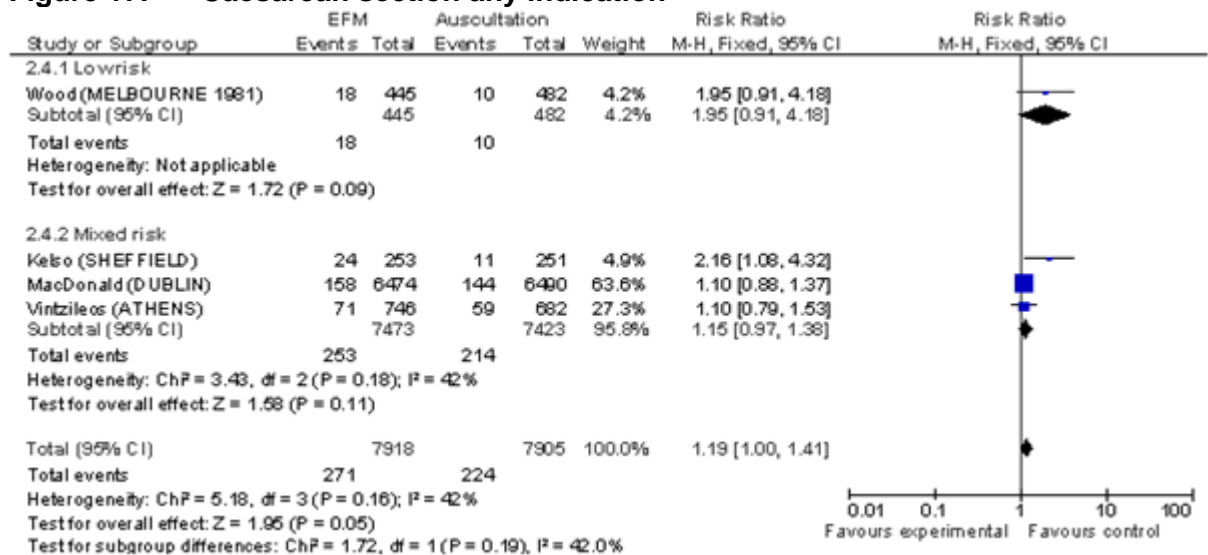 EFM Auscultation Risk Ratio Risk Ratio
Study or Subgroup Events Total Events Total Weight M-H, Fixed, 95% CI M-H, Fixed, 95% CI
2.4.1 Low risk
Wood (MELBOURNE 1981) 18 445 10 482 4.2% 1.95 [0.91, 4.18]
Subtotal (95% CI) 445 482 4.2% 1.95 [0.91, 4.18]
Total events 18 10
Heterogeneity: Not applicable
Test for overall effect: Z = 1.72 (P = 0.09)
2.4.2 Mixed risk
Kelso (SHEFFIELD) 24 253 11 251 4.9% 2.16 [1.08, 4.32]
MacDonald (DUBLIN) 158 6474 144 6490 63.6% 1.10 [0.88, 1.37]
Vintzileos (ATHENS) 71 746 59 682 27.3% 1.10 [0.79, 1.53]
Subtotal (95% CI) 7473 7423 95.8% 1.15 [0.97, 1.38]
Total events 253 214
Heterogeneity: Chi² = 3.43, df = 2 (P = 0.18); I² = 42%
Test for overall effect: Z = 1.58 (P = 0.11)
Total (95% CI) 7918 7905 100.0% 1.19 [1.00, 1.41]
Total events 271 224
Heterogeneity: Chi² = 5.18, df = 3 (P = 0.16); I² = 42%
Test for overall effect: Z = 1.95 (P = 0.05)
Test for subgroup differences: Chi² = 1.72, df = 1 (P = 0.19), I² = 42.0%
0.01 0.1 1 10 100
Favours experimental Favours control